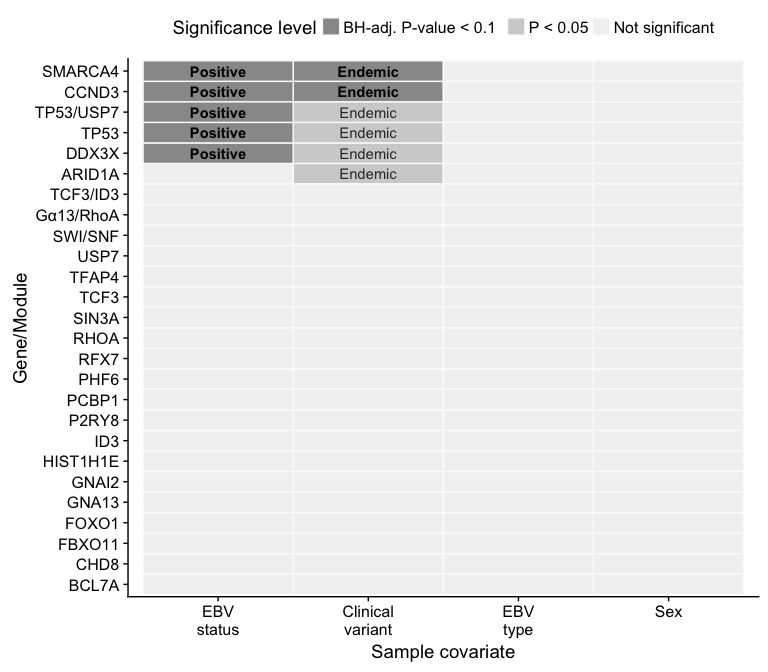 Significance level BH-adj. P-value < 0.1 P < 0.05 Not significant
Gene/Module
SMARCA4 Positive Endemic
CCND3 Positive Endemic
TP53/USP7 Positive Endemic
TP53 Positive Endemic
DDX3X Positive Endemic
ARID1A Endemic
TCF3/ID3
Gα13/RhoA
SWI/SNF
USP7
TFAP4
TCF3
SIN3A
RHOA
RFX7
PHF6
PCBP1
P2RY8
ID3
HIST1H1E
GNAI2
GNA13
FOXO1
FBXO11
CHD8
BCL7A
EBV status
Clinical variant
EBV type
Sex
Sample covariate